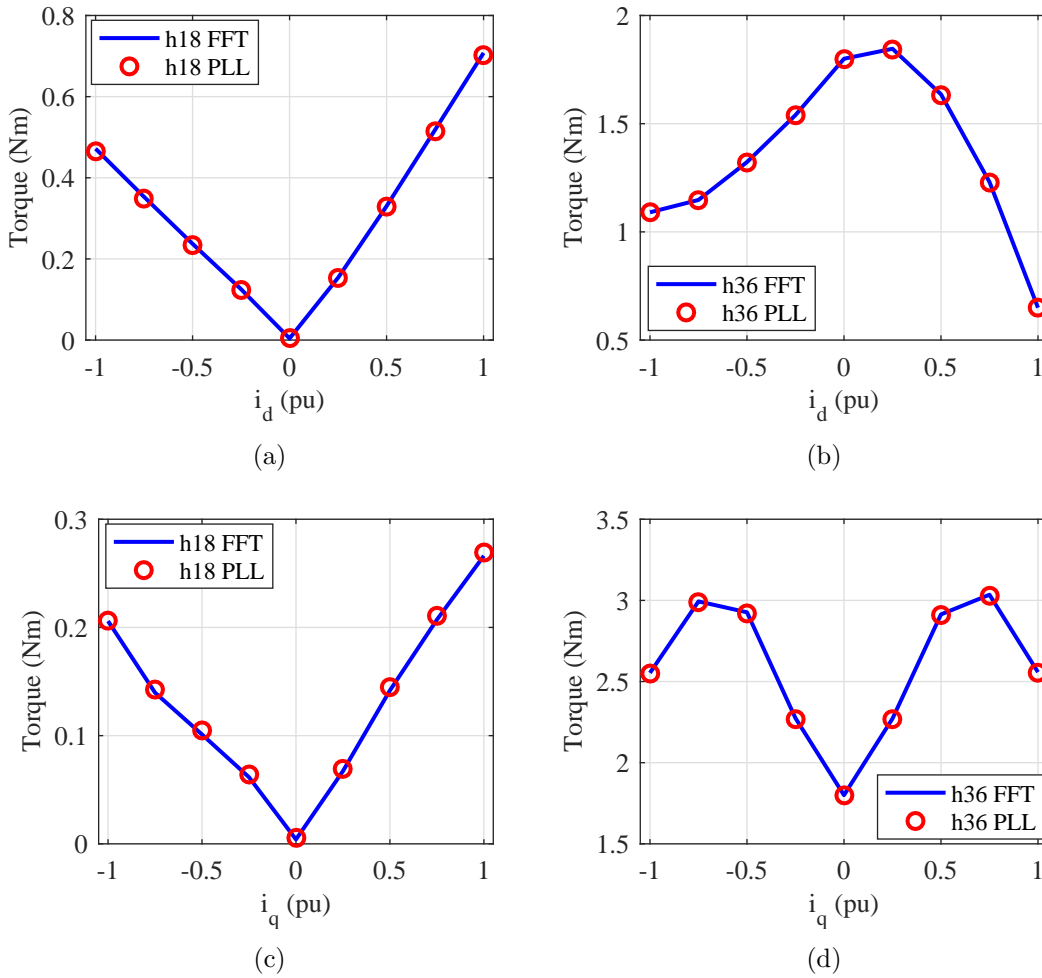 h18 FFT
h18 PLL
Torque (Nm)
0.8
0.6
0.4
0.2
0
-1
-0.5
0
0.5
1
i_d (pu)
(a)
h36 FFT
h36 PLL
Torque (Nm)
2
1.5
1
0.5
-1
-0.5
0
0.5
1
i_d (pu)
(b)
h18 FFT
h18 PLL
Torque (Nm)
0.3
0.2
0.1
0
-1
-0.5
0
0.5
1
i_q (pu)
(c)
h36 FFT
h36 PLL
Torque (Nm)
3.5
3
2.5
2
1.5
-1
-0.5
0
0.5
1
i_q (pu)
(d)